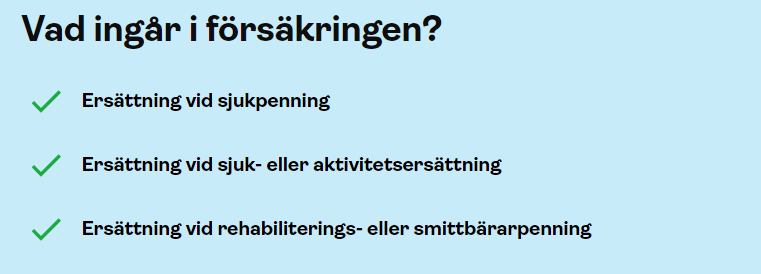 Vad ingår i försäkringen?
Ersättning vid sjukpenning
Ersättning vid sjuk- eller aktivitetsersättning
Ersättning vid rehabiliterings- eller smittbärarpenning